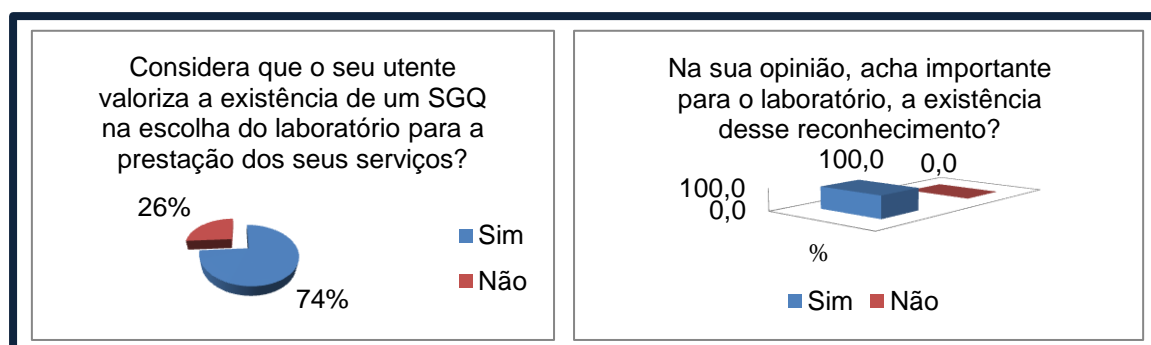 Considera que o seu utente
valoriza a existência de um SGQ
na escolha do laboratório para a
prestação dos seus serviços?
26%
74%
Sim
Não
Na sua opinião, acha importante
para o laboratório, a existência
desse reconhecimento?
100,0 0,0
100,0
0,0
%
Sim Não